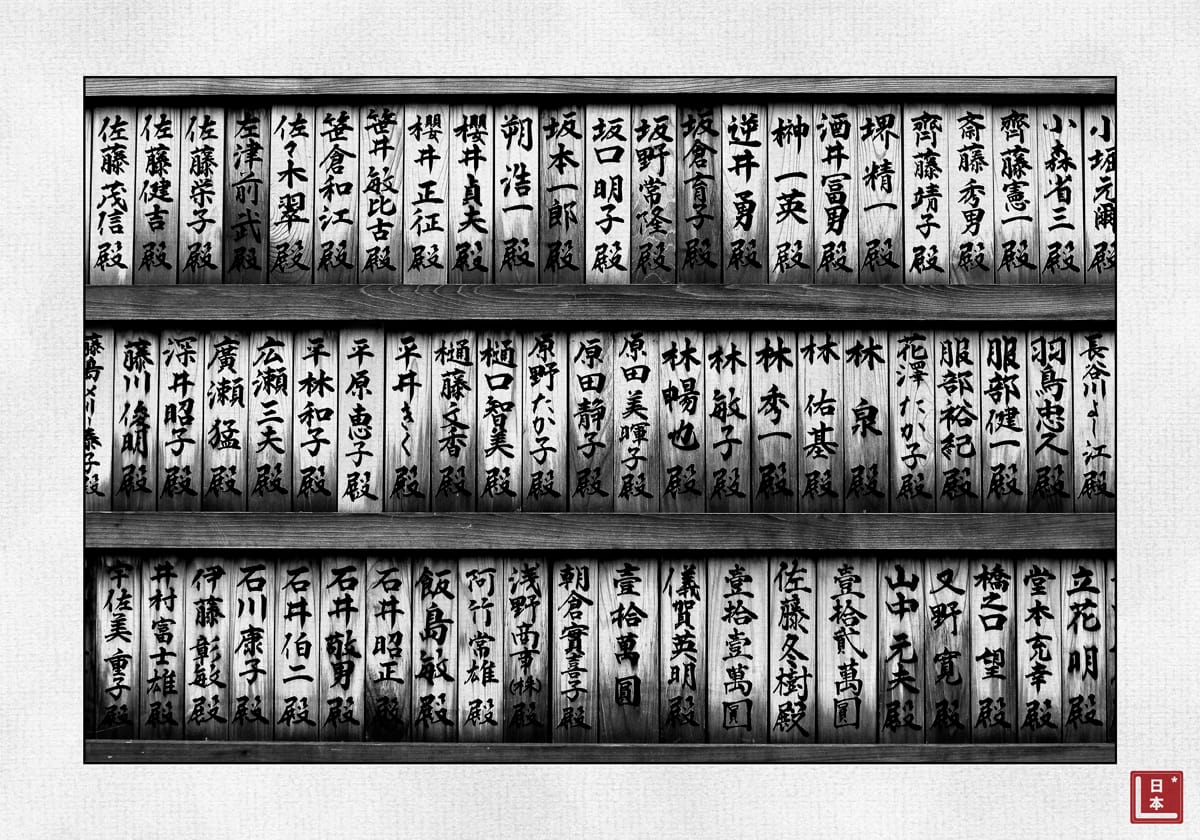 小堀元爾殿
小森省三殿
齊藤憲一殿
斎藤秀男殿
齊藤靖子殿
堺精一殿
酒井冨男殿
榊一英殿
逆井勇殿
坂倉育子殿
坂野常隆殿
坂口明子殿
坂本一郎殿
朔浩一殿
櫻井貞夫殿
櫻井正征殿
笹井敏比古殿
笹倉和江殿
佐々木翠殿
左津前武殿
佐藤栄子殿
佐藤健吉殿
佐藤茂信殿
長谷川よし江殿
羽鳥忠久殿
服部健一殿
服部裕紀殿
花澤たか子殿
林泉殿
林佑基殿
林秀一殿
林敏子殿
林暢也殿
原田美暉子殿
原田静子殿
原野たか子殿
樋口智美殿
樋藤文香殿
平井きく殿
平原恵子殿
平林和子殿
広瀬三夫殿
廣瀬猛殿
深井昭子殿
藤川俊明殿
立花明殿
堂本充幸殿
橋之口望殿
又野寛殿
山中元夫殿
壹拾貳萬圓
佐藤冬樹殿
壹拾壹萬圓
儀賀英明殿
壹拾萬圓
朝倉實喜子殿
浅野商事(株)殿
阿竹常雄殿
飯島敏殿
石井昭正殿
石井敬男殿
石井伯二殿
石川康子殿
伊藤彰敏殿
井村富士雄殿
宇佐美重子殿
日本